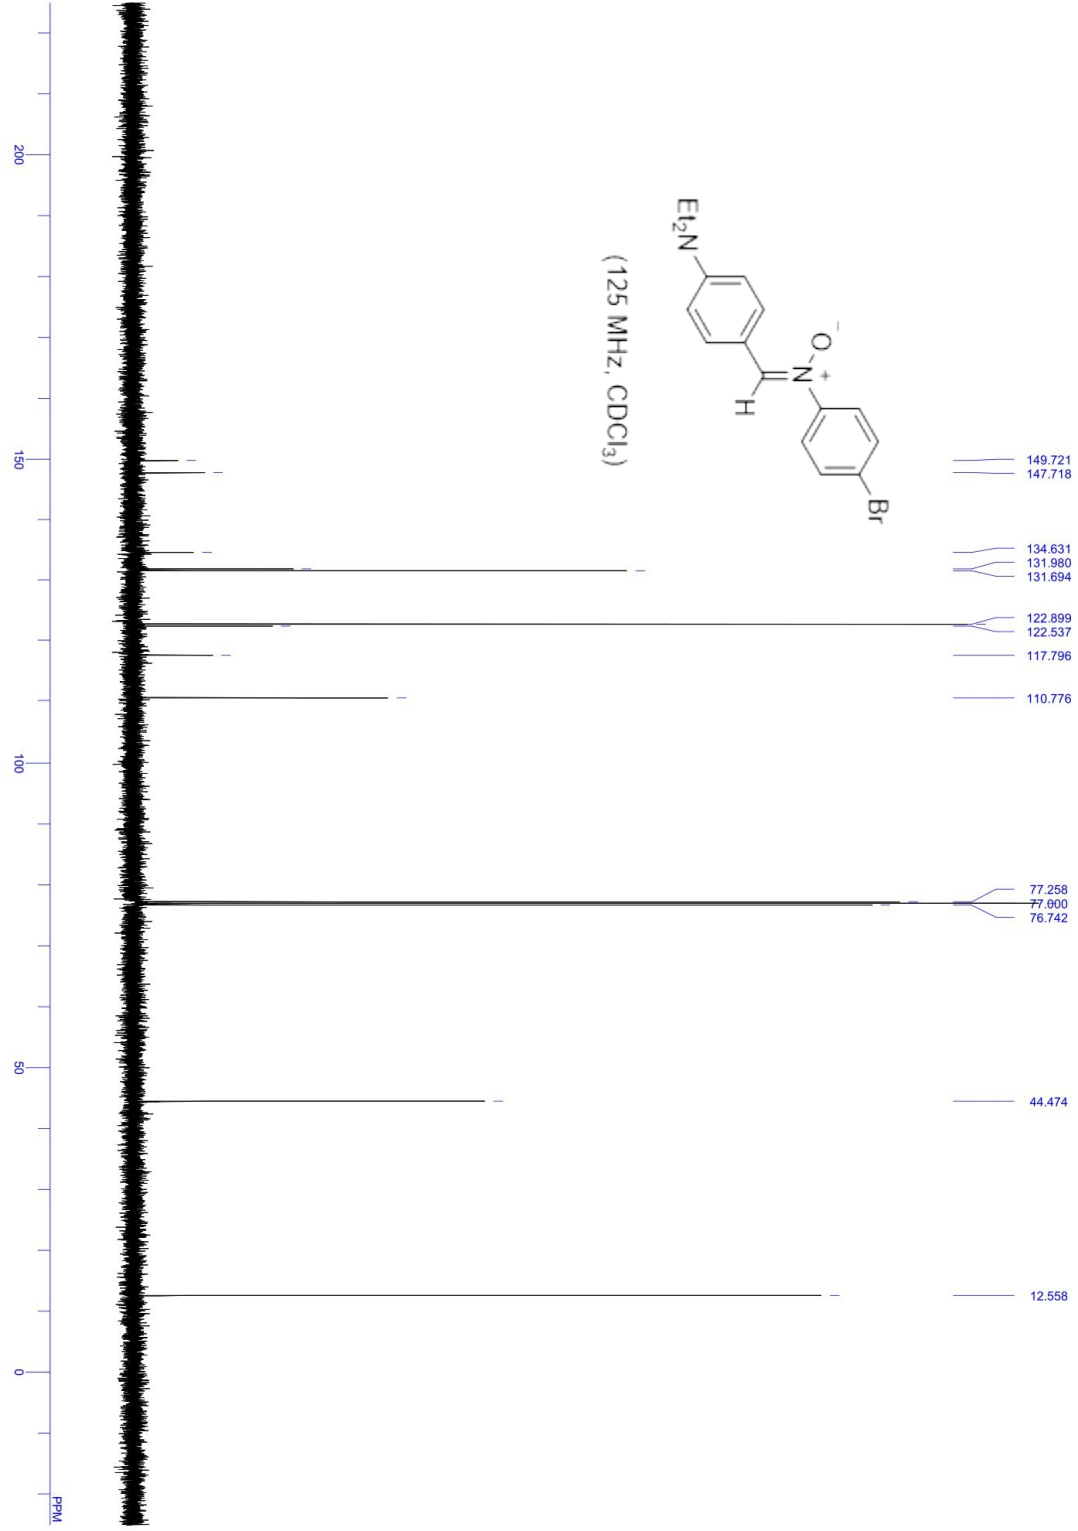 149.721
147.718
134.631
131.980
131.694
122.899
122.537
117.796
110.776
77.258
77.000
76.742
44.474
12.558
Et₂N
⁻O
N⁺
H
Br
(125 MHz, CDCl₃)
200
150
100
50
0
PPM